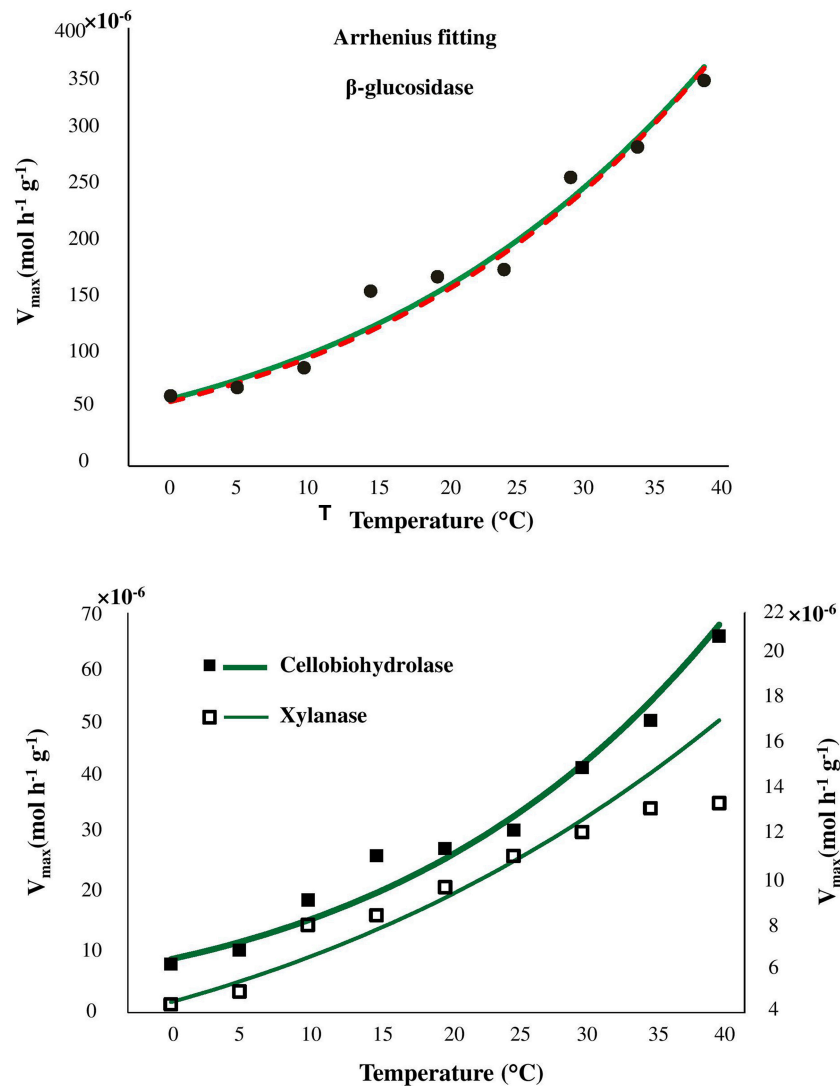 ×10-6
Arrhenius fitting
β-glucosidase
400
350
300
250
200
150
100
50
0
Vmax(mol h-1 g-1)
0 5 10 15 20 25 30 35 40
T Temperature (°C)
×10-6
70
60
50
40
30
20
10
0
Vmax(mol h-1 g-1)
Cellobiohydrolase
Xylanase
22 ×10-6
20
18
16
14
12
10
8
6
4
Vmax(mol h-1 g-1)
0 5 10 15 20 25 30 35 40
Temperature (°C)